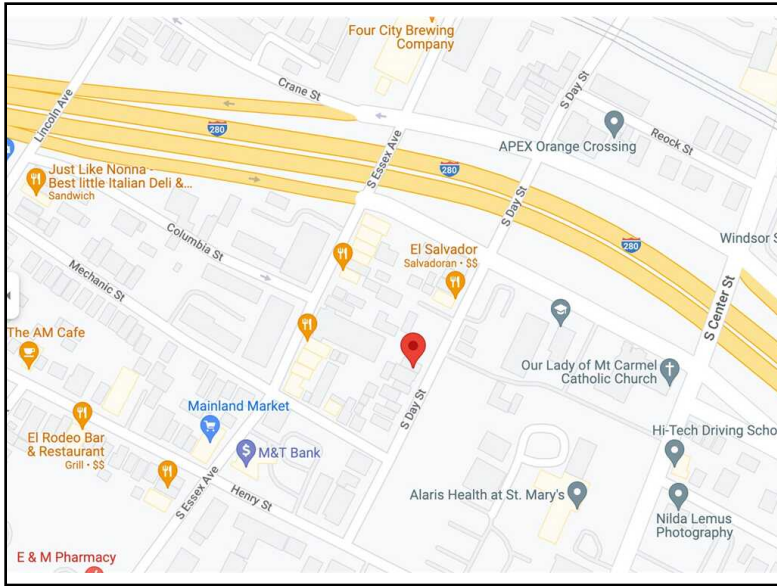 Four City Brewing
Company
Crane St
S Day St
Lincoln Ave
280
Reock St
APEX Orange Crossing
S Essex Ave
280
Just Like Nonna -
Best little Italian Deli &...
Sandwich
S Day St
Columbia St
El Salvador
Salvadoran • $$
280
Windsor S
Mechanic St
S Center St
The AM Cafe
Our Lady of Mt Carmel
Catholic Church
S Day St
Mainland Market
El Rodeo Bar
& Restaurant
Grill • $$
Hi-Tech Driving Scho
$
M&T Bank
S Essex Ave
Henry St
Alaris Health at St. Mary's
Nilda Lemus
Photography
E & M Pharmacy